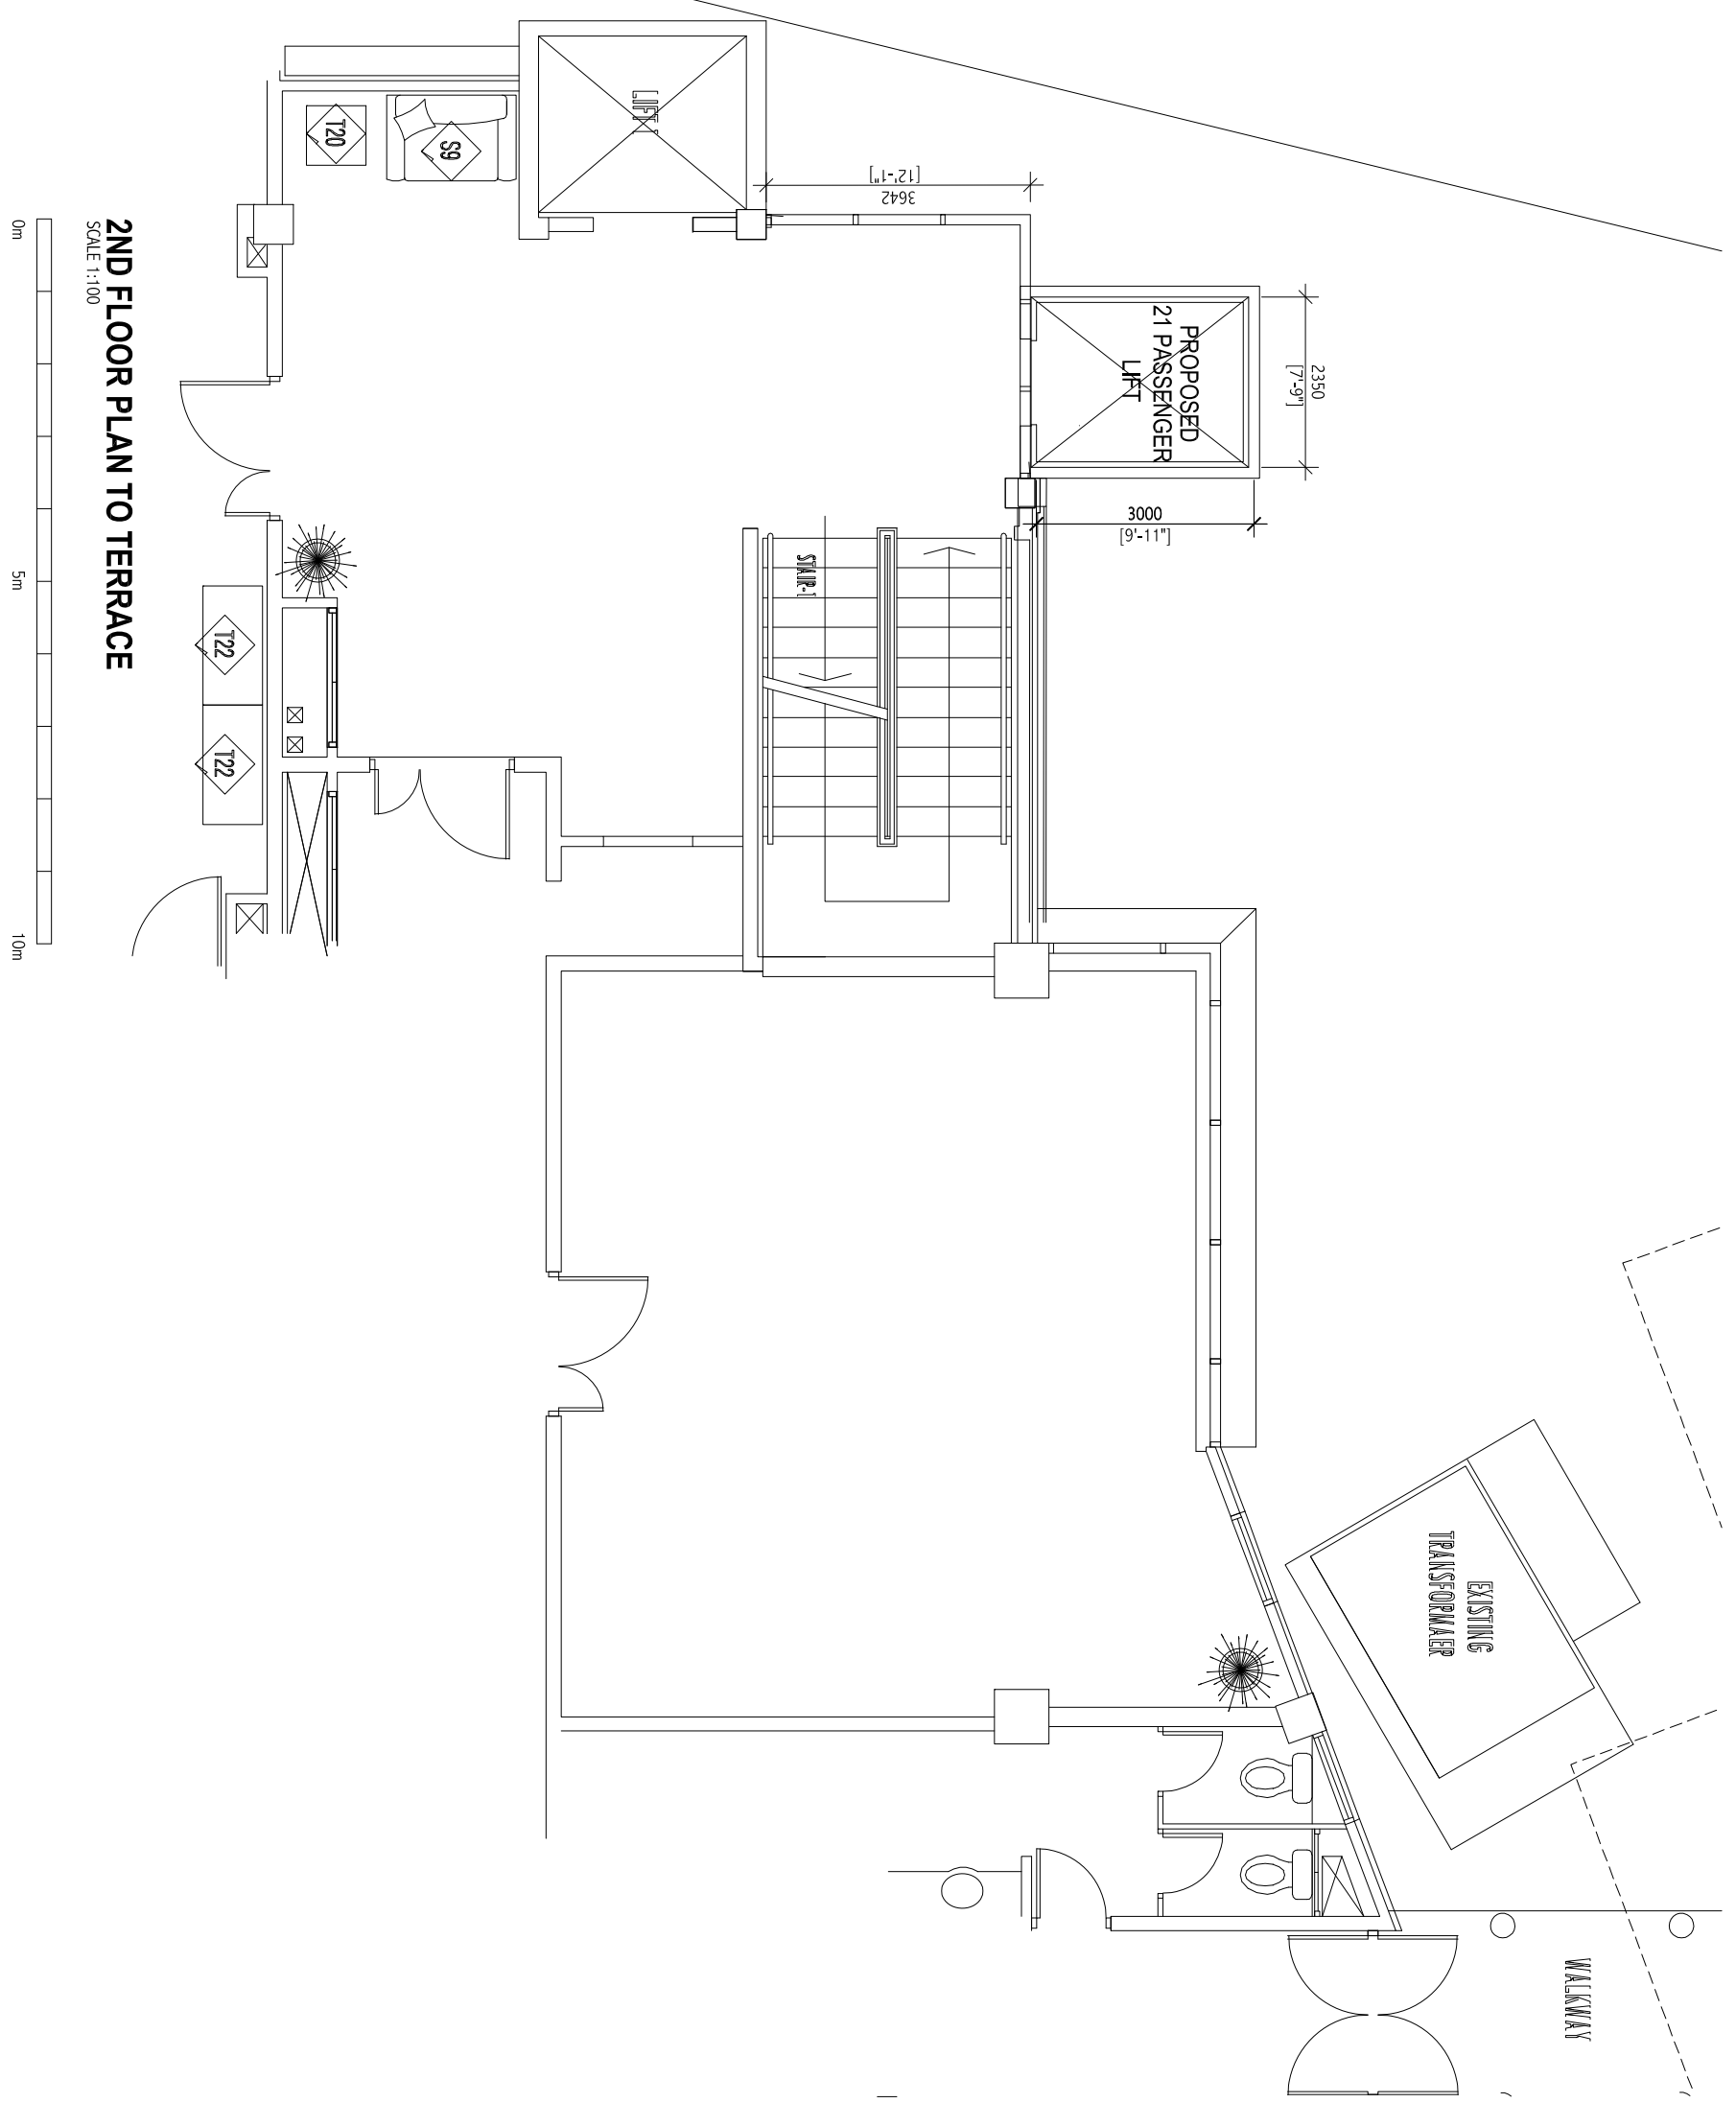 LIFT
T20
S9
3642
[12'-1"]
PROPOSED
21 PASSENGER
LIFT
2350
[7'-9"]
3000
[9'-11"]
STAIR-1
T22
T22
2ND FLOOR PLAN TO TERRACE
SCALE 1:100
0m
5m
10m
EXISTING
TRANSFORMAER
WALKWAY